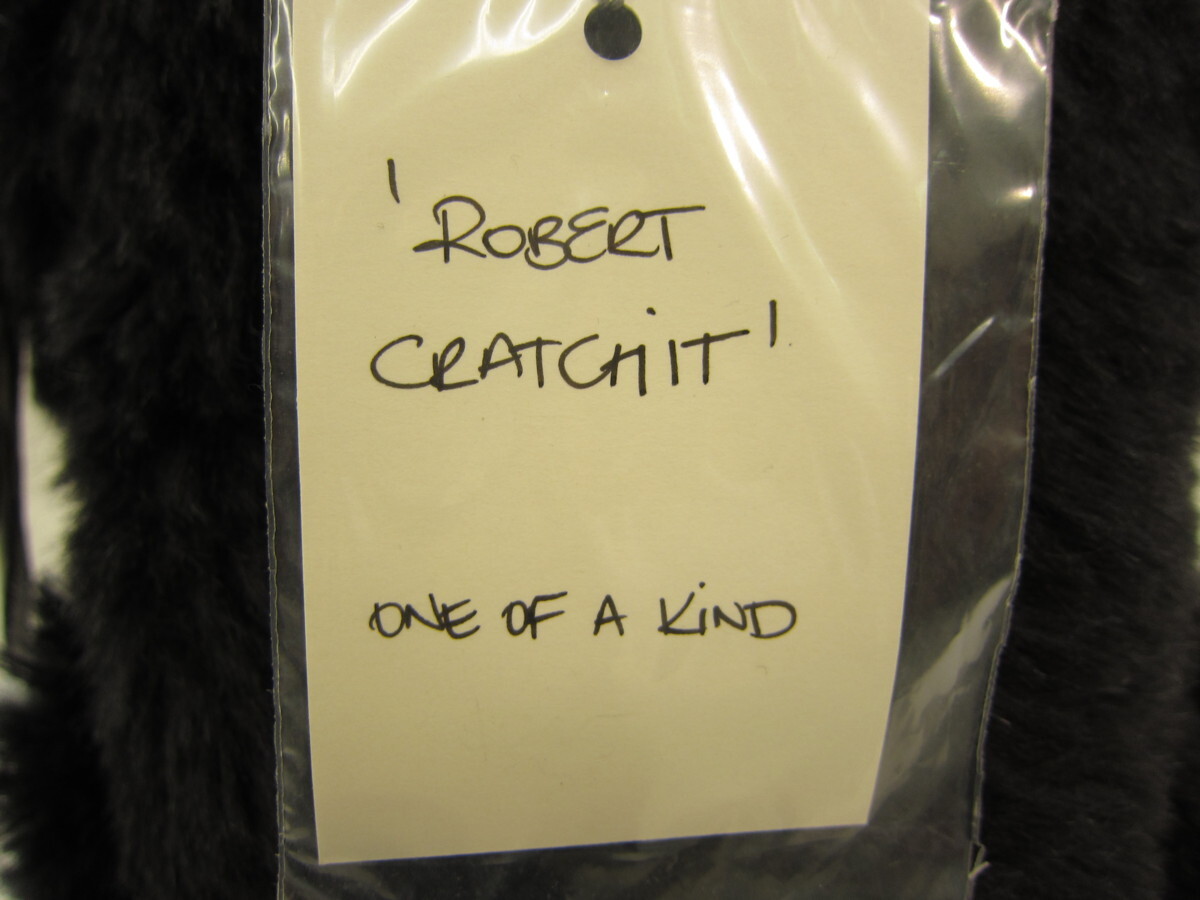 'ROBERT
CRATCHiT'
ONE OF A KiND